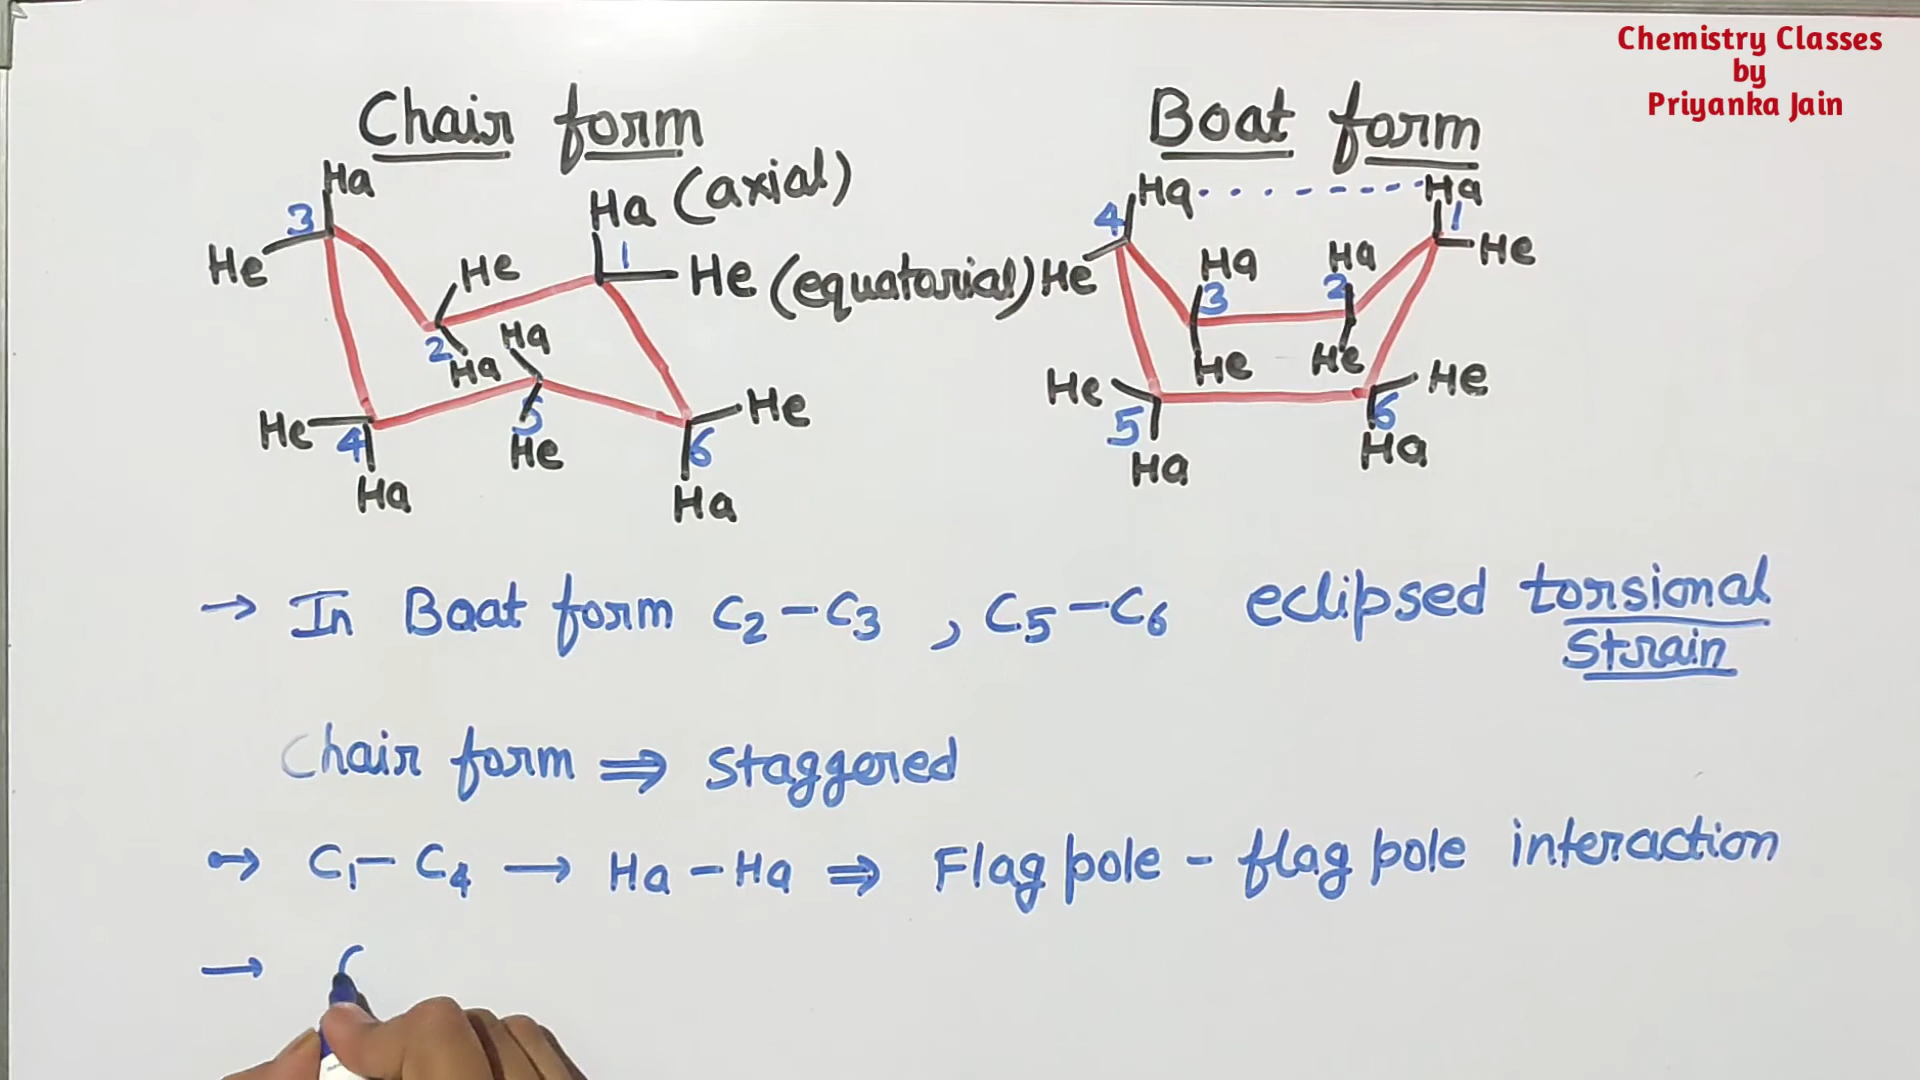 Chemistry Classes
by
Priyanka Jain
Chair form
Boat form
Ha
Ha (axial)
3
1
He
He
He (equatorial)
2
Ha
Ha
He
4
Ha
5
He
6
He
Ha
Ha
Ha
Ha
4
1
He
He
Ha
Ha
3
2
He
He
He
He
5
6
Ha
Ha
→ In Boat form C2-C3 , C5-C6 eclipsed torsional
strain
Chair form ⇒ staggered
→ C1-C4 → Ha-Ha ⇒ Flag pole - flag pole interaction
→